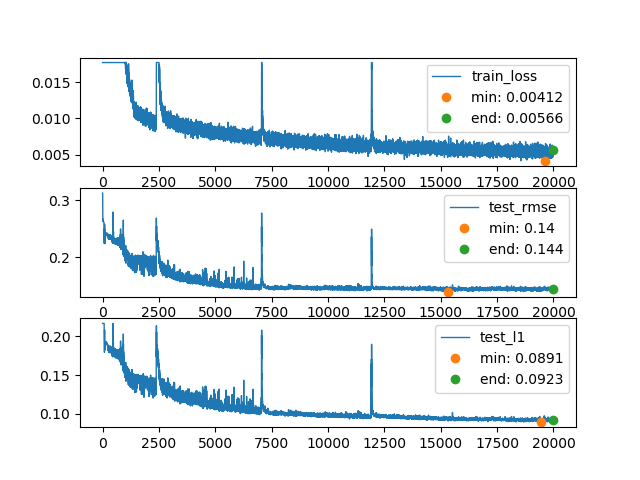 train_loss
min: 0.00412
end: 0.00566
0.015
0.010
0.005
0 2500 5000 7500 10000 12500 15000 17500 20000
test_rmse
min: 0.14
end: 0.144
0.3
0.2
0 2500 5000 7500 10000 12500 15000 17500 20000
test_l1
min: 0.0891
end: 0.0923
0.20
0.15
0.10
0 2500 5000 7500 10000 12500 15000 17500 20000